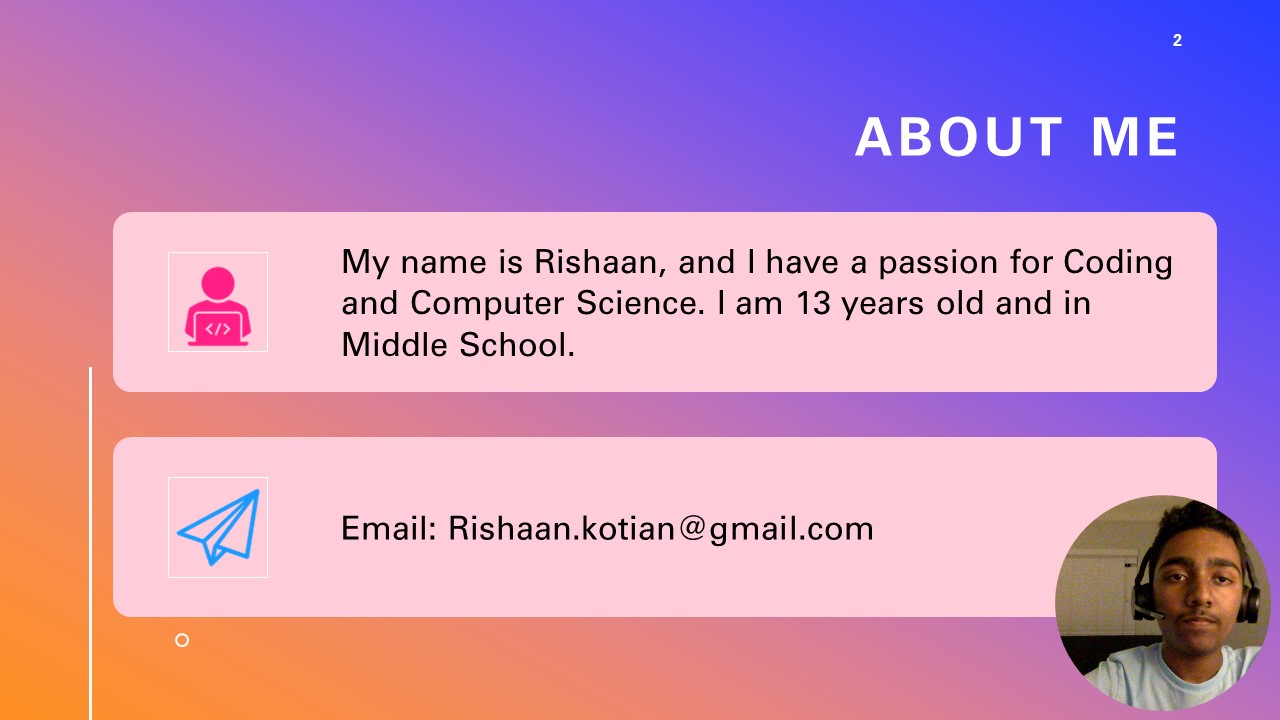 2
ABOUT ME
My name is Rishaan, and I have a passion for Coding
and Computer Science. I am 13 years old and in
Middle School.
</>
Email: Rishaan.kotian@gmail.com